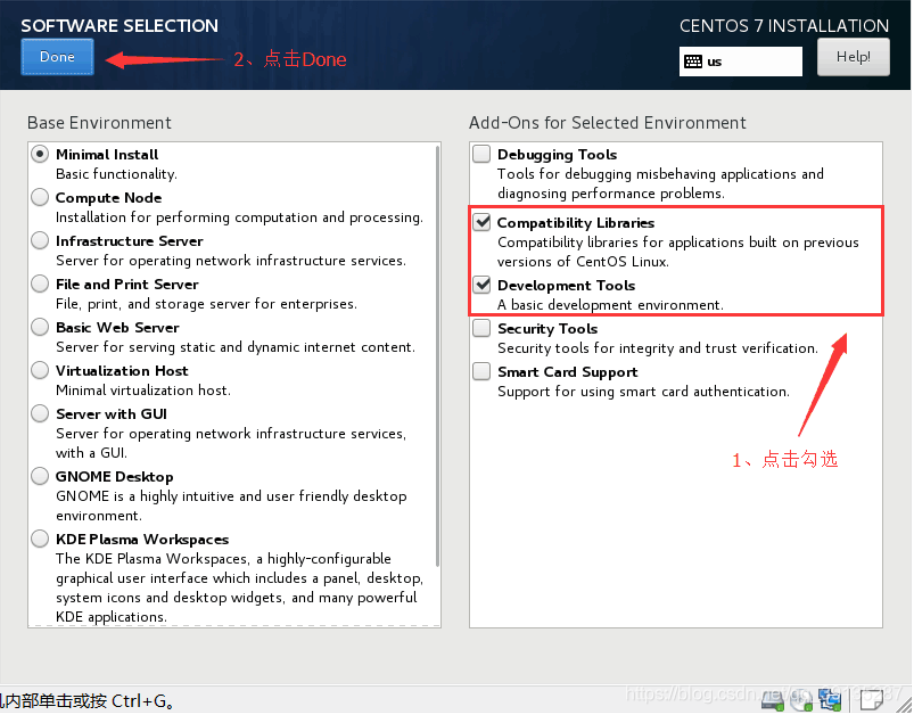 SOFTWARE SELECTION
CENTOS 7 INSTALLATION
Done
2、点击Done
us
Help!
Base Environment
Minimal Install
Basic functionality.
Compute Node
Installation for performing computation and processing.
Infrastructure Server
Server for operating network infrastructure services.
File and Print Server
File, print, and storage server for enterprises.
Basic Web Server
Server for serving static and dynamic internet content.
Virtualization Host
Minimal virtualization host.
Server with GUI
Server for operating network infrastructure services,
with a GUI.
GNOME Desktop
GNOME is a highly intuitive and user friendly desktop
environment.
KDE Plasma Workspaces
The KDE Plasma Workspaces, a highly-configurable
graphical user interface which includes a panel, desktop,
system icons and desktop widgets, and many powerful
KDE applications.
Add-Ons for Selected Environment
Debugging Tools
Tools for debugging misbehaving applications and
diagnosing performance problems.
Compatibility Libraries
Compatibility libraries for applications built on previous
versions of CentOS Linux.
Development Tools
A basic development environment.
Security Tools
Security tools for integrity and trust verification.
Smart Card Support
Support for using smart card authentication.
1、点击勾选
内部单击或按 Ctrl+G。